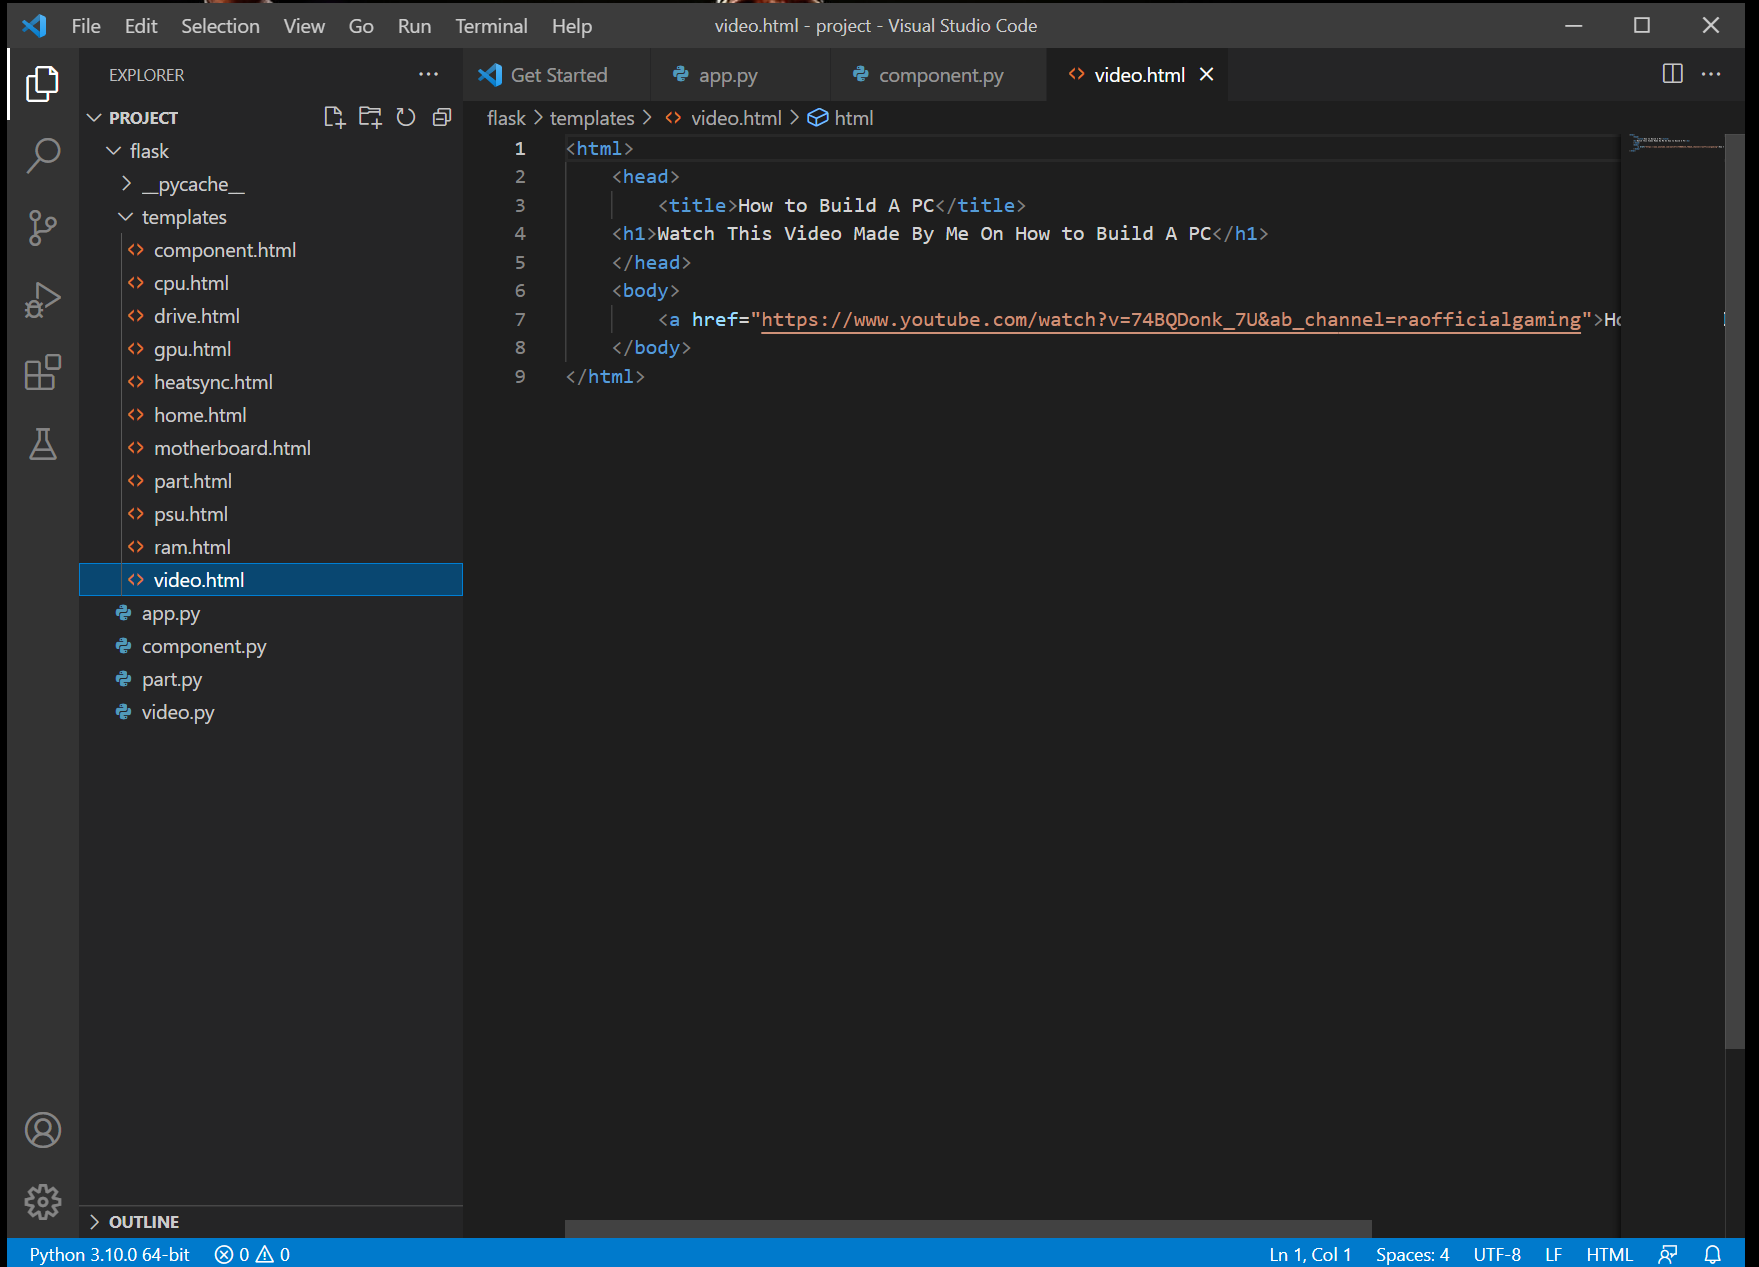 File Edit Selection View Go Run Terminal Help video.html - project - Visual Studio Code
EXPLORER
PROJECT
flask
__pycache__
templates
component.html
cpu.html
drive.html
gpu.html
heatsync.html
home.html
motherboard.html
part.html
psu.html
ram.html
video.html
app.py
component.py
part.py
video.py
OUTLINE
Get Started app.py component.py video.html
flask > templates > video.html > html
1 <html>
2 <head>
3 <title>How to Build A PC</title>
4 <h1>Watch This Video Made By Me On How to Build A PC</h1>
5 </head>
6 <body>
7 <a href="https://www.youtube.com/watch?v=74BQDonk_7U&ab_channel=raofficialgaming">Ho
8 </body>
9 </html>
Python 3.10.0 64-bit 0 0 Ln 1, Col 1 Spaces: 4 UTF-8 LF HTML